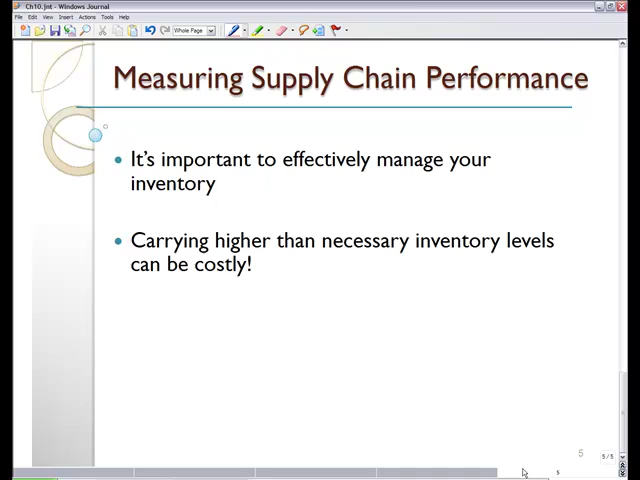 Ch10.jnt - Windows Journal
File Edit View Insert Actions Tools Help
Whole Page
Measuring Supply Chain Performance
• It's important to effectively manage your
inventory
• Carrying higher than necessary inventory levels
can be costly!
5
5 / 5
5